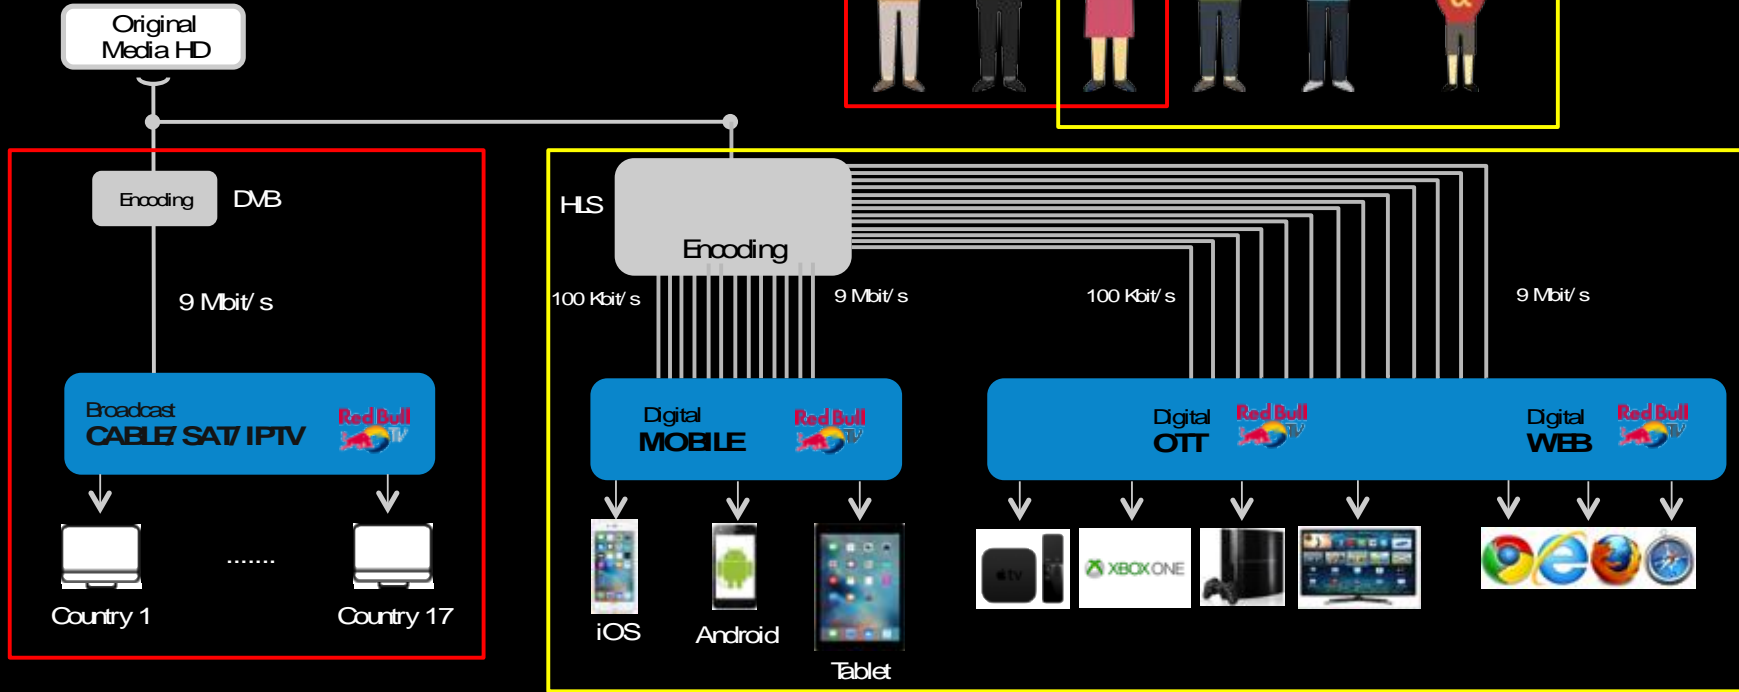 Original
Media HD
&
Encoding
DVB
HLS
Encoding
9 Mbit/s
100 Kbit/s
9 Mbit/s
100 Kbit/s
9 Mbit/s
Broadcast
CABLE/ SAT/ IPTV
Red Bull
TV
Digital
MOBILE
Red Bull
TV
Digital
OTT
Red Bull
TV
Digital
WEB
Red Bull
TV
.......
Country 1
Country 17
iOS
Android
Tablet
tv
XBOX ONE